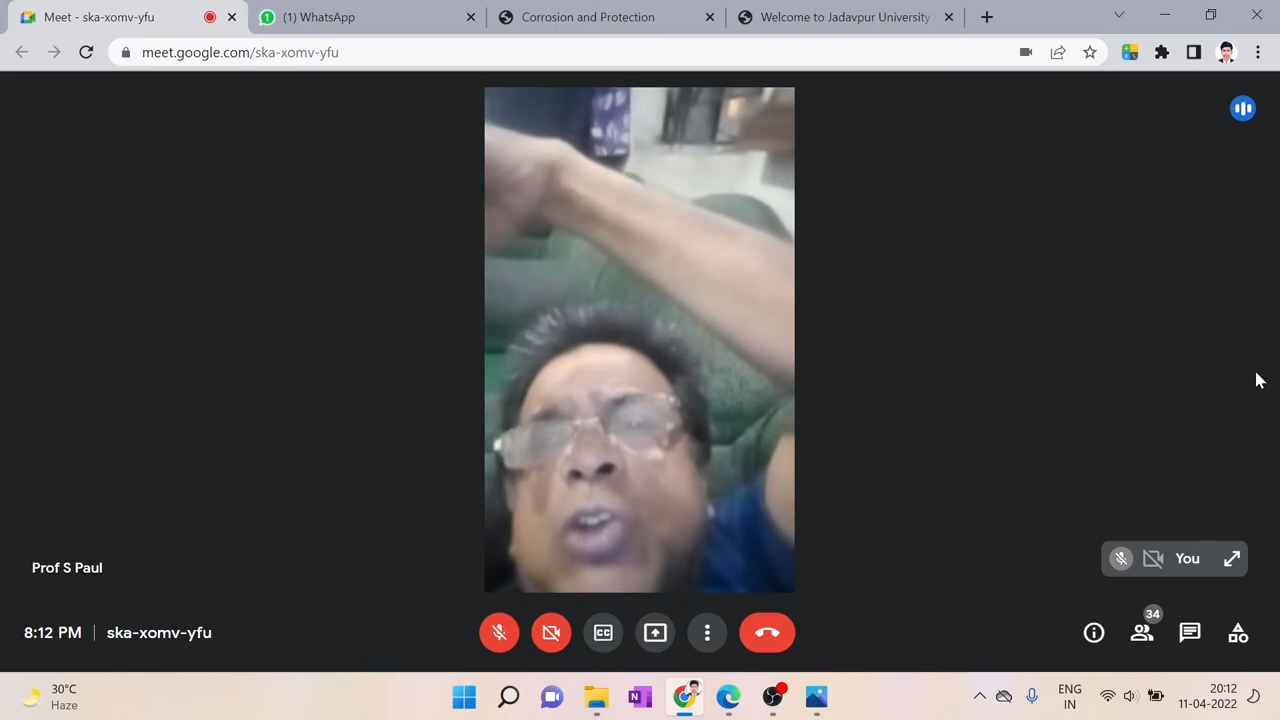 Meet - ska-xomv-yfu
(1) WhatsApp
Corrosion and Protection
Welcome to Jadavpur University
meet.google.com/ska-xomv-yfu
Prof S Paul
You
8:12 PM
ska-xomv-yfu
CC
34
30°C
Haze
ENG
IN
20:12
11-04-2022